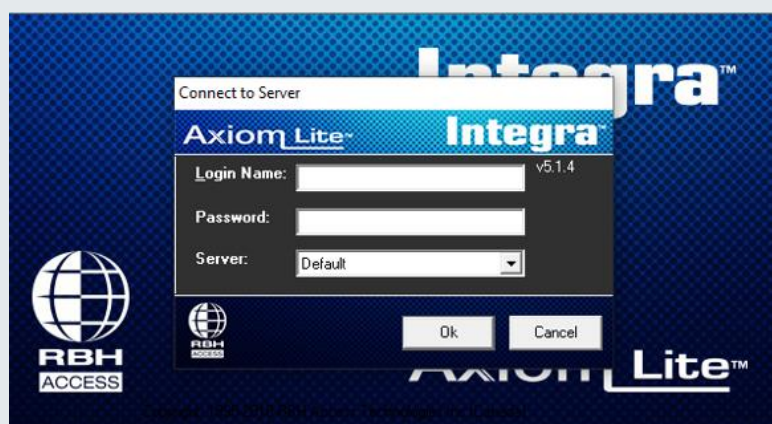 Integra™
Connect to Server
Axiom Lite™ Integra™
v5.1.4
Login Name:
Password:
Server: Default
RBH
ACCESS
Ok Cancel
RBH
ACCESS
Lite™